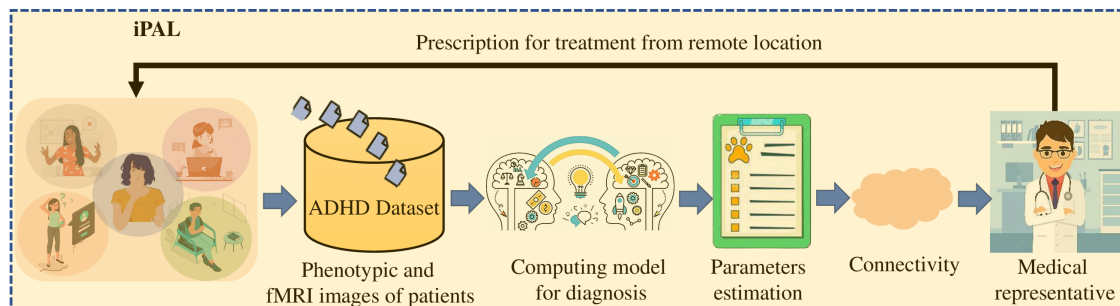 iPAL
Prescription for treatment from remote location
ADHD Dataset
Phenotypic and
fMRI images of patients
Computing model
for diagnosis
Parameters
estimation
Connectivity
Medical
representative